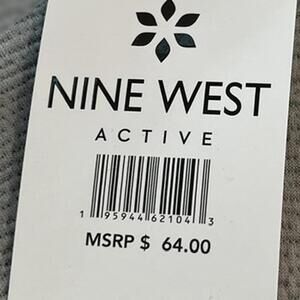 NINE WEST
ACTIVE
1 95944 62104 3
MSRP $ 64.00